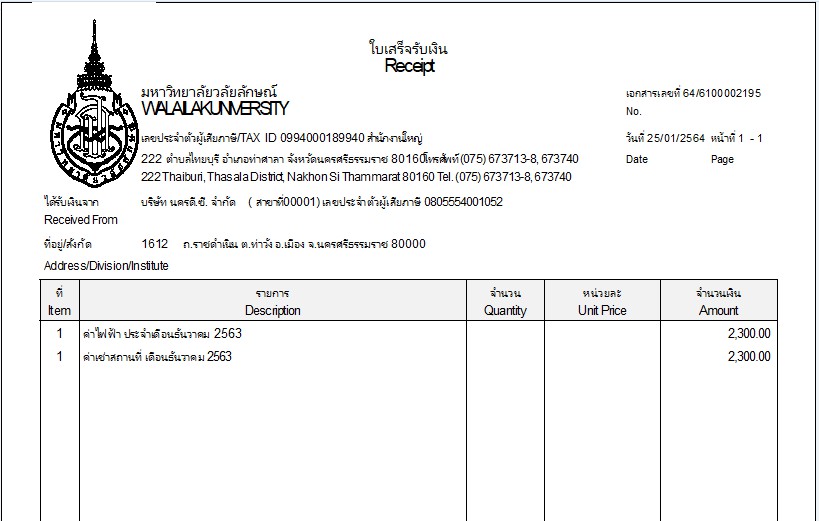 ใบเสร็จรับเงิน
Receipt
มหาวิทยาลัยวลัยลักษณ์
WALAILAK UNIVERSITY
เอกสารเลขที่ 64/6100002195
No.
เลขประจำตัวผู้เสียภาษี/TAX ID 0994000189940 สำนักงานใหญ่
วันที่ 25/01/2564 หน้าที่ 1 - 1
222 ตำบลไทยบุรี อำเภอท่าศาลา จังหวัดนครศรีธรรมราช 80160โทรศัพท์ (075) 673713-8, 673740
Date Page
222 Thaiburi, Thasala District, Nakhon Si Thammarat 80160 Tel. (075) 673713-8, 673740
ได้รับเงินจาก บริษัท นครดี.ซี. จำกัด ( สาขาที่00001) เลขประจำตัวผู้เสียภาษี 0805554001052
Received From
ที่อยู่/สังกัด 1612 ถ.ราชดำเนิน ต.ท่าวัง อ.เมือง จ.นครศรีธรรมราช 80000
Address/Division/Institute
ที่ รายการ จำนวน หน่วยละ จำนวนเงิน
Item Description Quantity Unit Price Amount
1 ค่าไฟฟ้า ประจำเดือนธันวาคม 2563 2,300.00
1 ค่าเช่าสถานที่ เดือนธันวาคม 2563 2,300.00